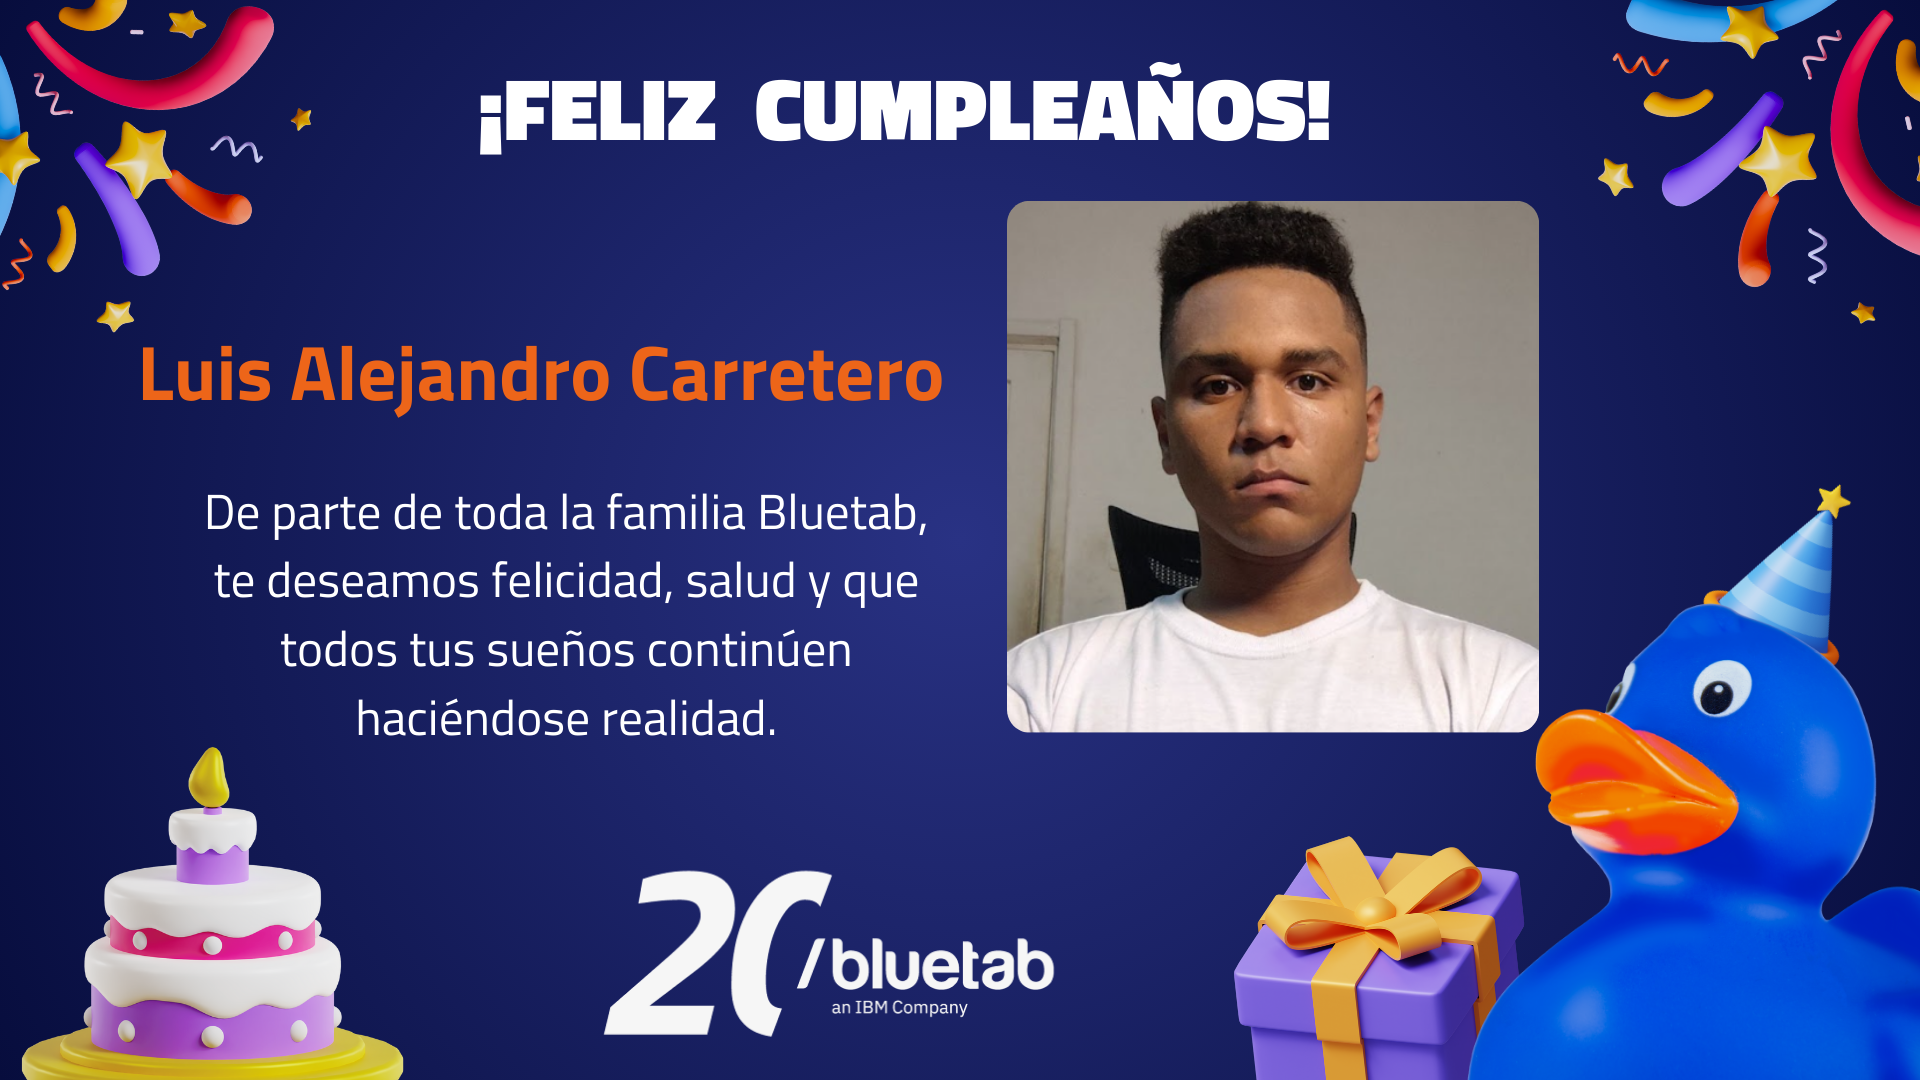 ¡FELIZ CUMPLEAÑOS!
Luis Alejandro Carretero
De parte de toda la familia Bluetab,
te deseamos felicidad, salud y que
todos tus sueños continúen
haciéndose realidad.
20/bluetab
an IBM Company